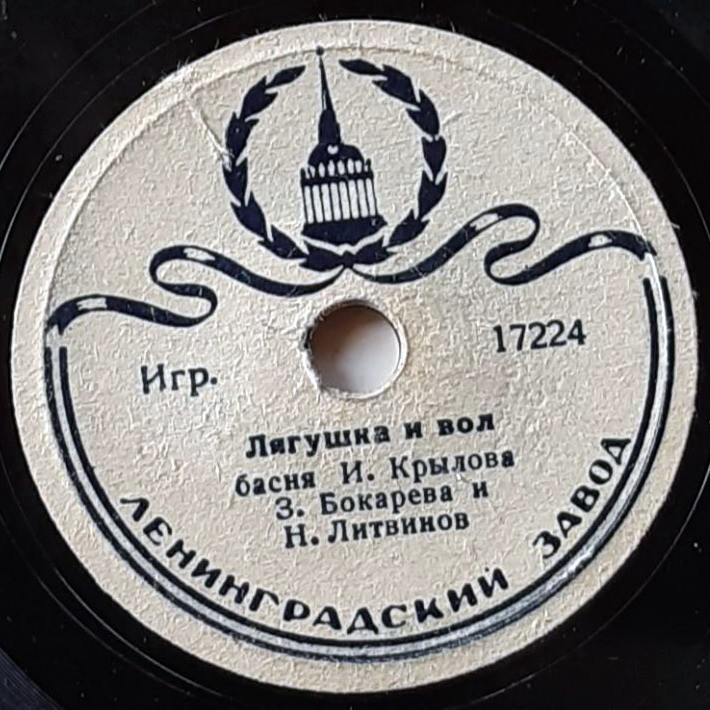 Игр.
17224
Лягушка и вол
басня И. Крылова
З. Бокарева и
Н. Литвинов
ЛЕНИНГРАДСКИЙ ЗАВОД